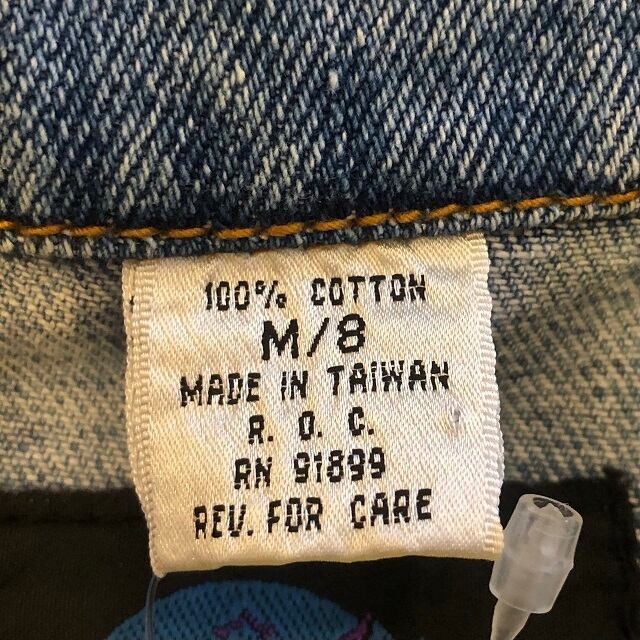 100% COTTON
M/8
MADE IN TAIWAN
R. O. C.
RN 91899
REV. FOR CARE